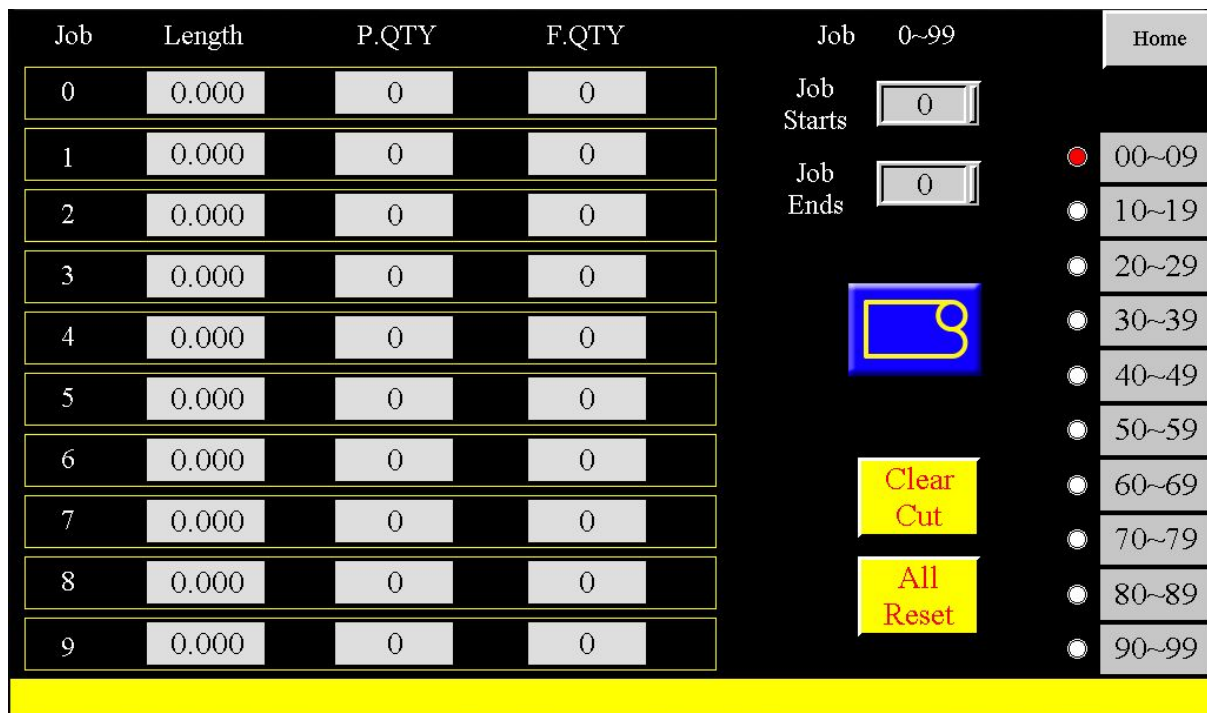 Job Length P.QTY F.QTY Job 0~99 Home
0 0.000 0 0
Job
Starts
0
1 0.000 0 0
00~09
Job
Ends
0
2 0.000 0 0
10~19
3 0.000 0 0
20~29
4 0.000 0 0
30~39
5 0.000 0 0
40~49
6 0.000 0 0
50~59
Clear
Cut
60~69
7 0.000 0 0
70~79
8 0.000 0 0
All
Reset
80~89
9 0.000 0 0
90~99